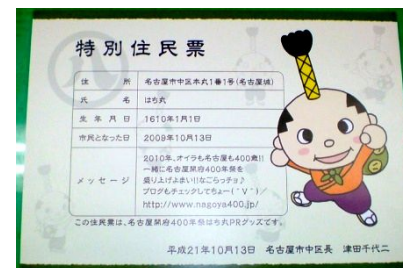 特別住民票
住所 名古屋市中区本丸1番1号(名古屋城)
氏名 はち丸
生年月日 1610年1月1日
市民となった日 2009年10月13日
メッセージ
2010年、オイラも名古屋も400歳!!
一緒に名古屋開府400年祭を
盛り上げよまい!!なごらっチョ♪
ブログもチェックしてちょー(´∀`)/
http://www.nagoya400.jp/
この住民票は、名古屋開府400年祭はち丸PRグッズです。
平成21年10月13日 名古屋市中区長 津田千代二